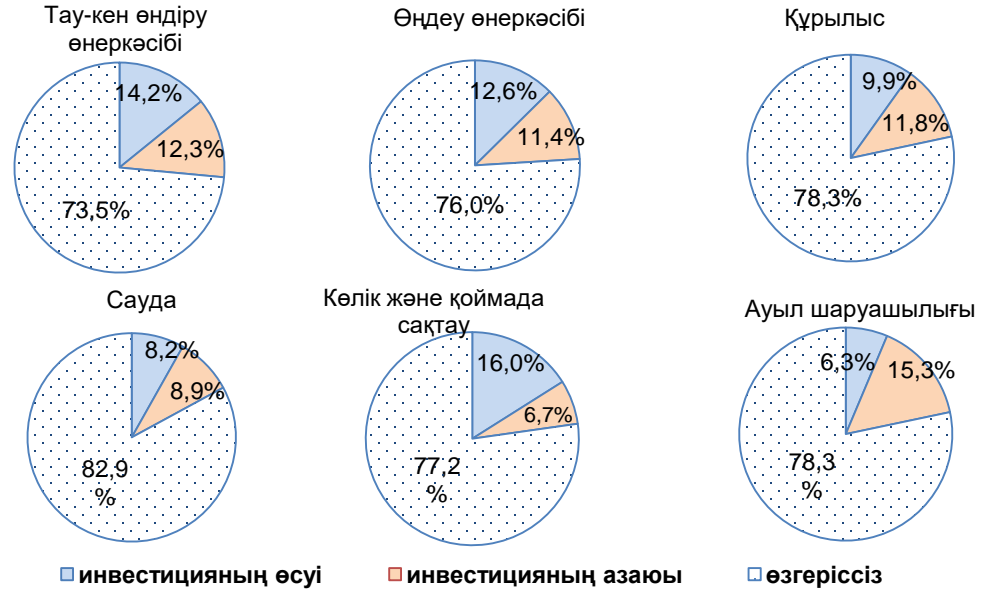 Тау-кен өндіру
өнеркәсібі
14,2%
12,3%
73,5%
Өңдеу өнеркәсібі
12,6%
11,4%
76,0%
Құрылыс
9,9%
11,8%
78,3%
Сауда
8,2%
8,9%
82,9
%
Көлік және қоймада
сақтау
16,0%
6,7%
77,2
%
Ауыл шаруашылығы
6,3%
15,3%
78,3
%
инвестицияның өсуі
инвестицияның азаюы
өзгеріссіз